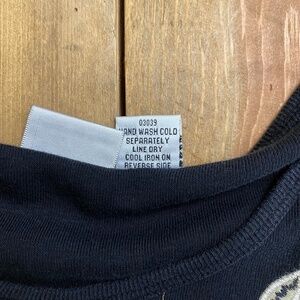 03039
HAND WASH COLD
SEPARATELY
LINE DRY
COOL IRON ON
REVERSE SIDE